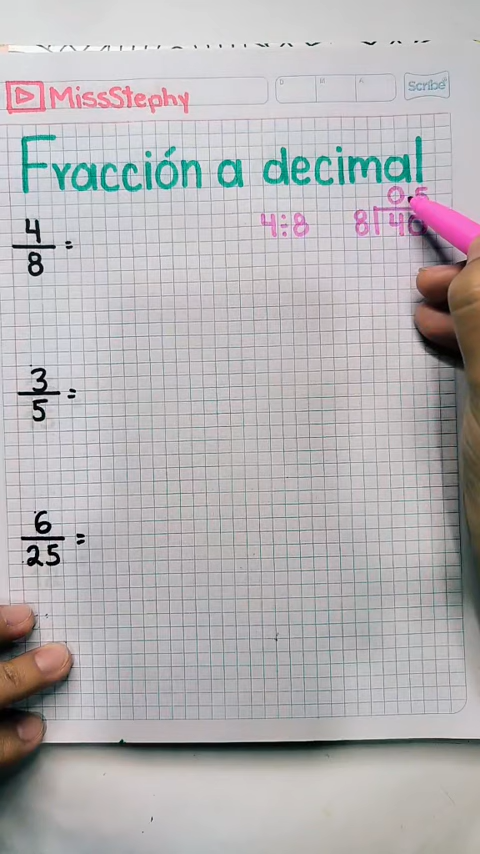 MissStephy
D M A
Scribe
Fracción a decimal
4/8 =
4÷8
0.5
8 40
3/5 =
6/25 =